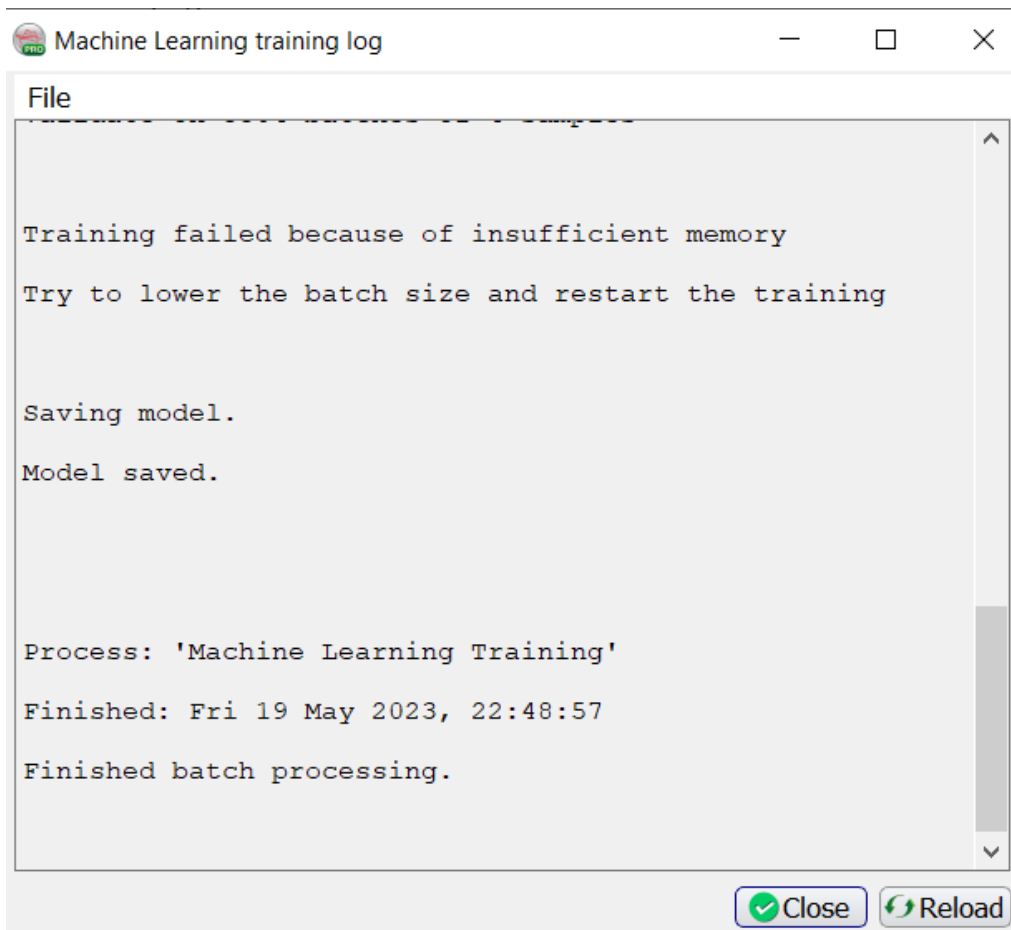 PRO
Machine Learning training log
File
Training failed because of insufficient memory
Try to lower the batch size and restart the training
Saving model.
Model saved.
Process: 'Machine Learning Training'
Finished: Fri 19 May 2023, 22:48:57
Finished batch processing.
Close
Reload